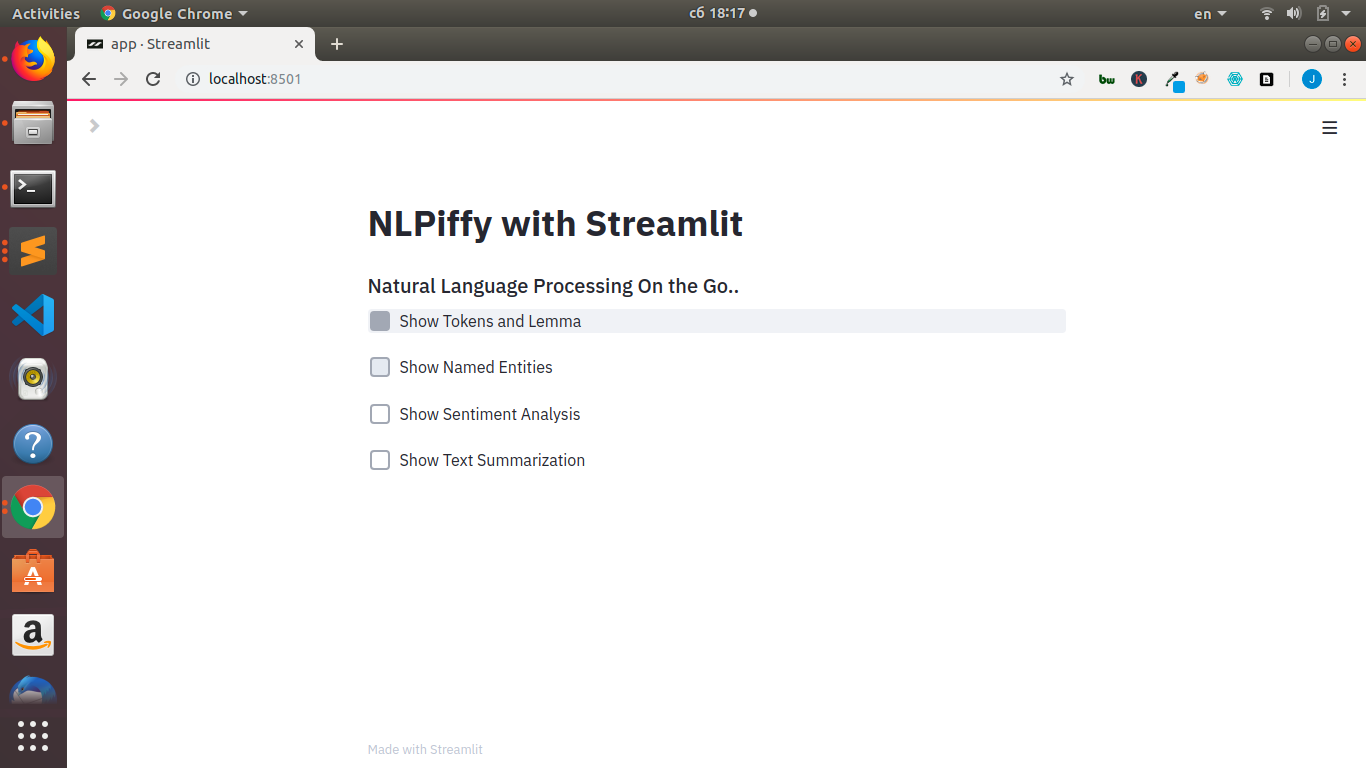 Activities Google Chrome сб 18:17 en
app · Streamlit
localhost:8501 bw K J
NLPiffy with Streamlit
Natural Language Processing On the Go..
Show Tokens and Lemma
Show Named Entities
Show Sentiment Analysis
Show Text Summarization
Made with Streamlit